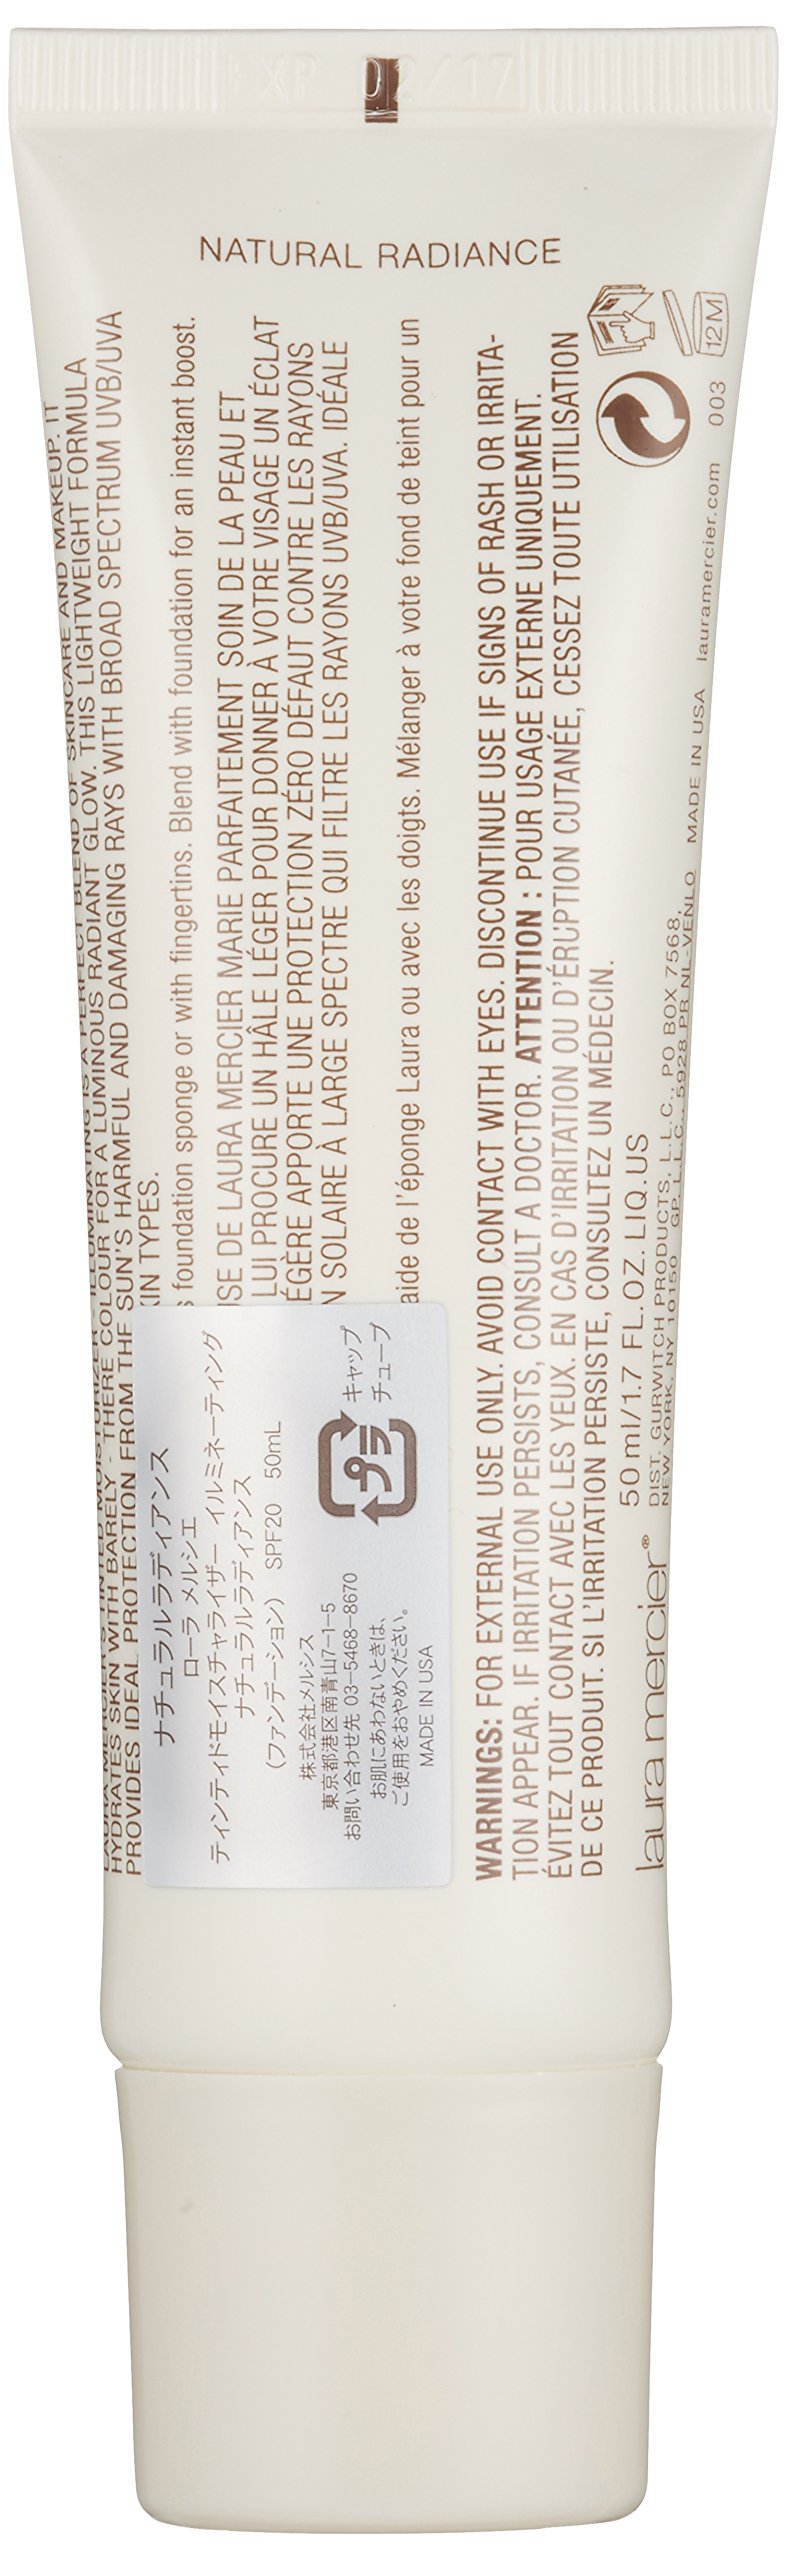 EXP 02/17
NATURAL RADIANCE
LAURA MERCIER'S TINTED MOISTURIZER - ILLUMINATING IS A PERFECT BLEND OF SKINCARE AND MAKEUP. IT
HYDRATES SKIN WITH BARELY - THERE COLOUR FOR A LUMINOUS RADIANT GLOW. THIS LIGHTWEIGHT FORMULA
PROVIDES IDEAL PROTECTION FROM THE SUN'S HARMFUL AND DAMAGING RAYS WITH BROAD SPECTRUM UVB/UVA
KIN TYPES.
foundation sponge or with fingertips. Blend with foundation for an instant boost.
SE DE LAURA MERCIER MARIE PARFAITEMENT SOIN DE LA PEAU ET
LUI PROCURE UN HÂLE LÉGER POUR DONNER À VOTRE VISAGE UN ÉCLAT
ÉGÈRE APPORTE UNE PROTECTION ZÉRO DÉFAUT CONTRE LES RAYONS
N SOLAIRE À LARGE SPECTRE QUI FILTRE LES RAYONS UVB/UVA. IDÉALE
aide de l'éponge Laura ou avec les doigts. Mélanger à votre fond de teint pour un
WARNINGS: FOR EXTERNAL USE ONLY. AVOID CONTACT WITH EYES. DISCONTINUE USE IF SIGNS OF RASH OR IRRITA-
TION APPEAR. IF IRRITATION PERSISTS, CONSULT A DOCTOR. ATTENTION : POUR USAGE EXTERNE UNIQUEMENT.
ÉVITEZ TOUT CONTACT AVEC LES YEUX. EN CAS D'IRRITATION OU D'ÉRUPTION CUTANÉE, CESSEZ TOUTE UTILISATION
DE CE PRODUIT. SI L'IRRITATION PERSISTE, CONSULTEZ UN MÉDECIN.
laura mercier® 50 ml/1.7 FL.OZ. LIQ.US
DIST. GURWITCH PRODUCTS, L.L.C., PO BOX 7568,
NEW YORK, NY 10150 GP, L.L.C., 5928 PR NL-VENLO MADE IN USA lauramercier.com 003
12M
ナチュラルラディアンス
ローラ メルシエ
ティンティドモイスチャライザー イルミネーティング
ナチュラルラディアンス
(ファンデーション) SPF20 50mL
株式会社メルシス
東京都港区南青山7-1-5
お問い合わせ先 03-5468-8670
お肌にあわないときは、
ご使用をおやめください。
MADE IN USA
プラ
キャップ
チューブ